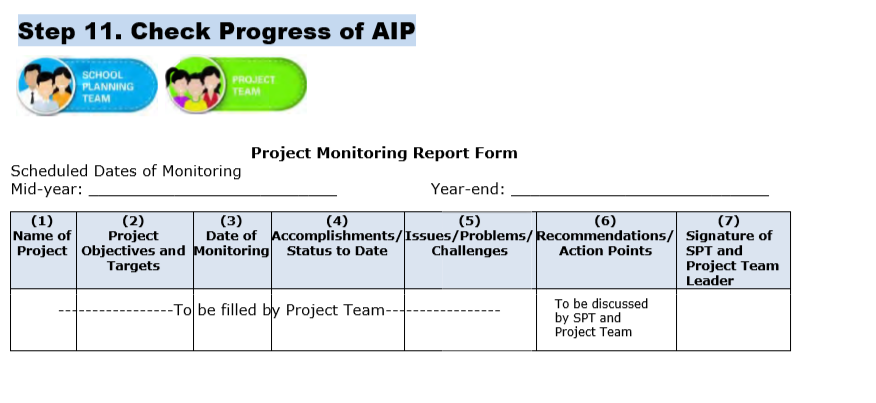 Step 11. Check Progress of AIP
SCHOOL
PLANNING
TEAM
PROJECT
TEAM
Project Monitoring Report Form
Scheduled Dates of Monitoring
Mid-year: ____________________________ Year-end: _____________________________
(1)
Name of
Project
(2)
Project
Objectives and
Targets
(3)
Date of
Monitoring
(4)
Accomplishments/
Status to Date
(5)
Issues/Problems/
Challenges
(6)
Recommendations/
Action Points
(7)
Signature of
SPT and
Project Team
Leader
-----------------To be filled by Project Team-----------------
To be discussed
by SPT and
Project Team